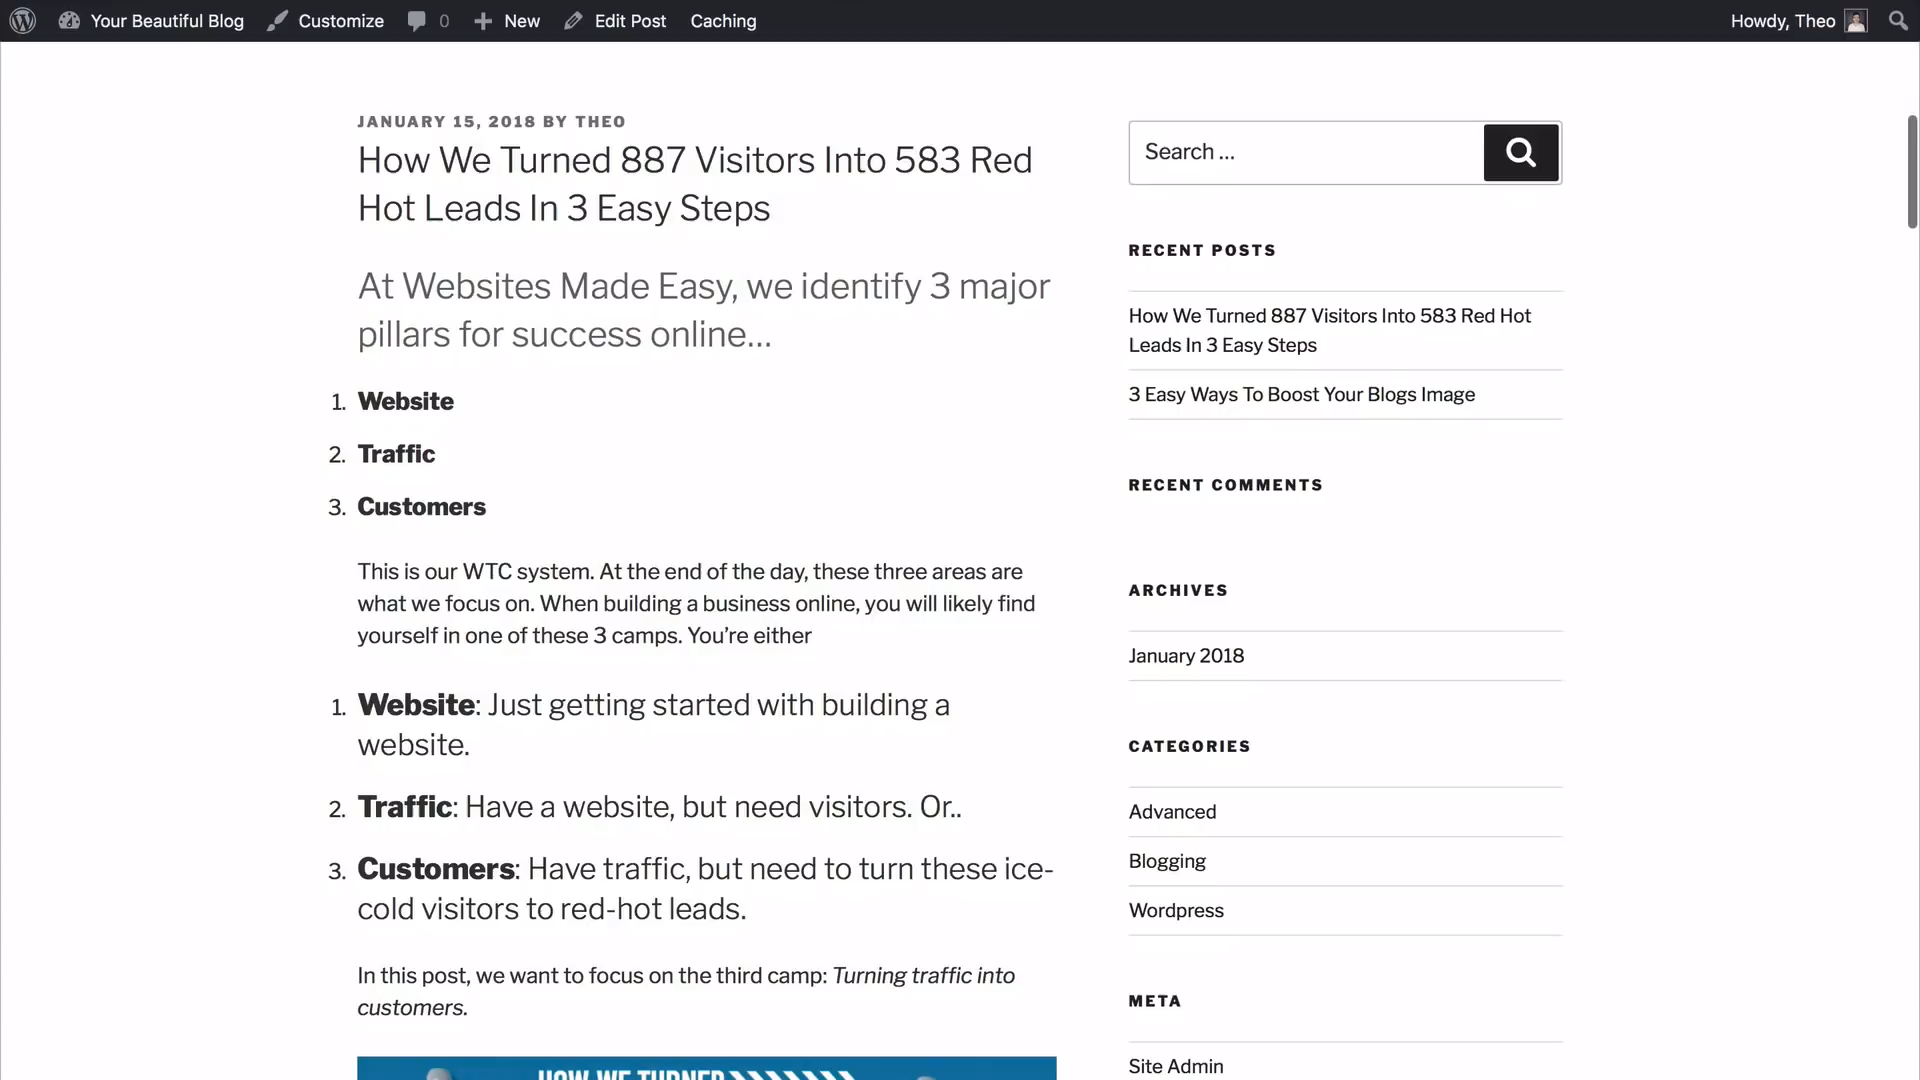 Your Beautiful Blog Customize 0 New Edit Post Caching Howdy, Theo
JANUARY 15, 2018 BY THEO
How We Turned 887 Visitors Into 583 Red
Hot Leads In 3 Easy Steps
At Websites Made Easy, we identify 3 major
pillars for success online...
1. Website
2. Traffic
3. Customers
This is our WTC system. At the end of the day, these three areas are
what we focus on. When building a business online, you will likely find
yourself in one of these 3 camps. You’re either
1. Website: Just getting started with building a
website.
2. Traffic: Have a website, but need visitors. Or..
3. Customers: Have traffic, but need to turn these ice-
cold visitors to red-hot leads.
In this post, we want to focus on the third camp: Turning traffic into
customers.
HOW WE TURNED
Search ...
RECENT POSTS
How We Turned 887 Visitors Into 583 Red Hot
Leads In 3 Easy Steps
3 Easy Ways To Boost Your Blogs Image
RECENT COMMENTS
ARCHIVES
January 2018
CATEGORIES
Advanced
Blogging
Wordpress
META
Site Admin